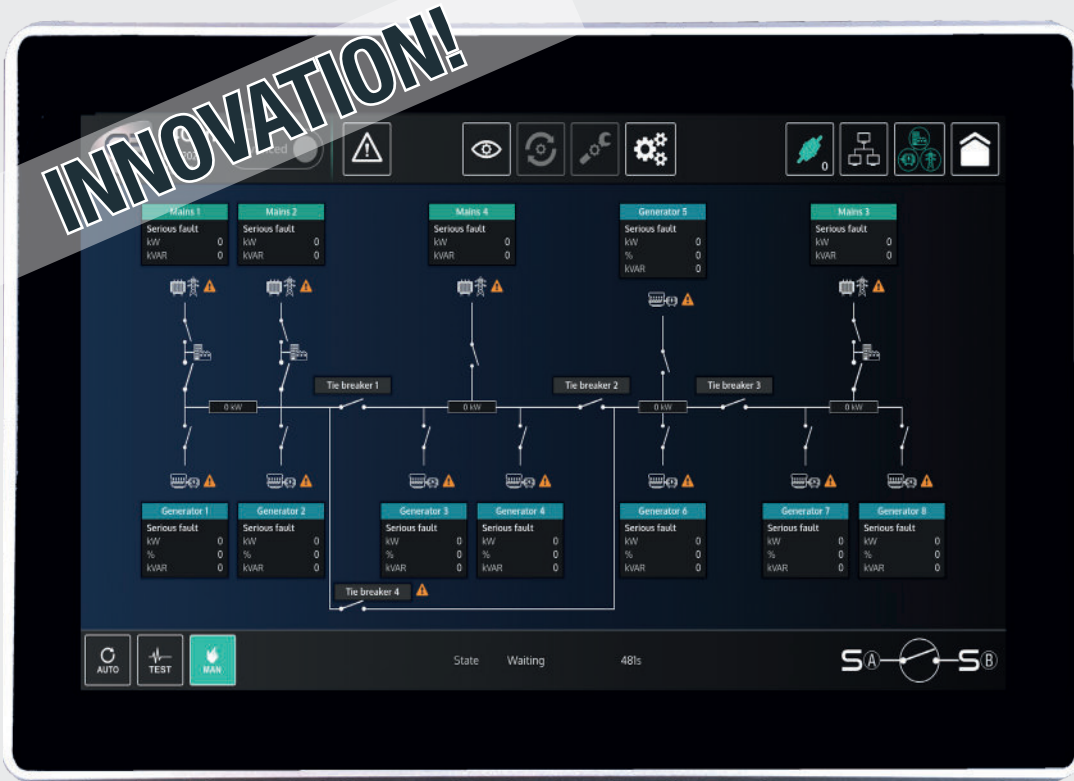 INNOVATION!
0
Mains 1
Serious fault
kW 0
kVAR 0
Mains 2
Serious fault
kW 0
kVAR 0
Mains 4
Serious fault
kW 0
kVAR 0
Generator 5
Serious fault
kW 0
% 0
kVAR 0
Mains 3
Serious fault
kW 0
kVAR 0
Tie breaker 1
Tie breaker 2
Tie breaker 3
0 kW
0 kW
0 kW
0 kW
Generator 1
Serious fault
kW 0
% 0
kVAR 0
Generator 2
Serious fault
kW 0
% 0
kVAR 0
Generator 3
Serious fault
kW 0
% 0
kVAR 0
Generator 4
Serious fault
kW 0
% 0
kVAR 0
Generator 6
Serious fault
kW 0
% 0
kVAR 0
Generator 7
Serious fault
kW 0
% 0
kVAR 0
Generator 8
Serious fault
kW 0
% 0
kVAR 0
Tie breaker 4
AUTO
TEST
MAN
State Waiting 481s
S A S B